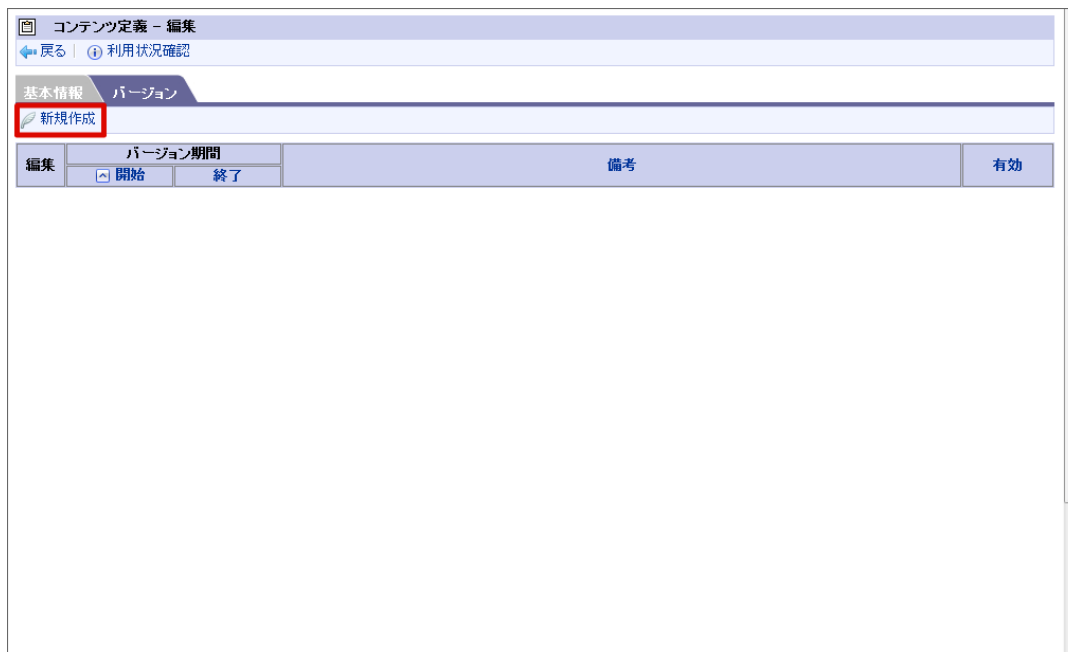 コンテンツ定義 - 編集
戻る 利用状況確認
基本情報 バージョン
新規作成
編集 バージョン期間 備考 有効
開始 終了